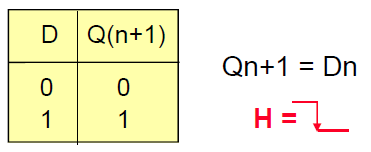 D Q(n+1)
0 0
1 1
Qn+1 = Dn
H =